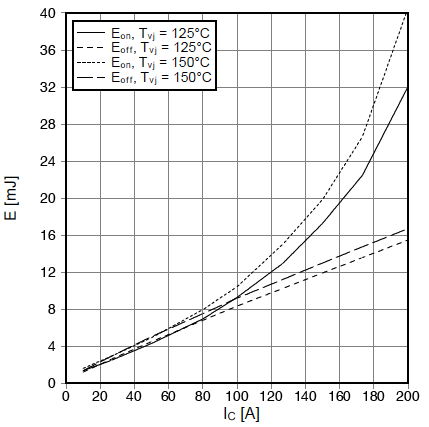 40
36
32
28
24
20
16
12
8
4
0
E [mJ]
Eon, Tvj = 125°C
Eoff, Tvj = 125°C
Eon, Tvj = 150°C
Eoff, Tvj = 150°C
0 20 40 60 80 100 120 140 160 180 200
IC [A]